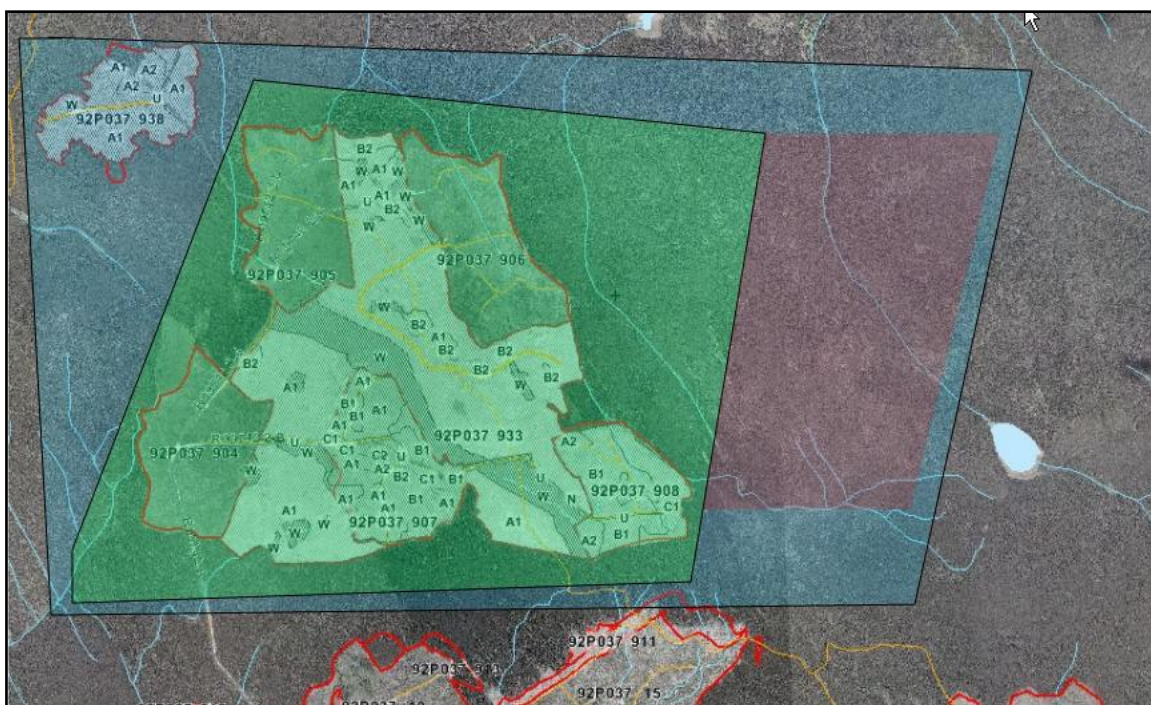 A1 A2
A2 A1
W U
92P037 938
A1
B2
W A1 W
A1
A1 W
U B2
W
W
92P037 906
92P037 905
W
B2
A1
B2
B2
B2
W
B2
W
B2
A1
A1
B1
B1
A1
A1
92P037 933
U
C1
W
C1
C2
U
B1
A2
92P037 904
A1
A2
B2
C1
B1
B1
U
W
W
N
92P037 908
C1
A1
A1
B1
A1
A1
A1
W
W
92P037 907
A1
U
B1
A2
W
92P037 911
92P037 15